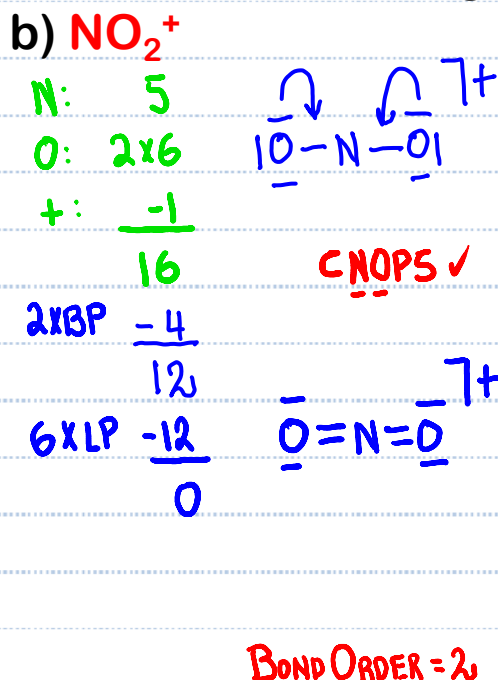 b) NO₂⁺
N: 5
O: 2x6
+: -1
16
2xBP -4
12
6xLP -12
0
|O-N-O| ⁊+
CNOPS ✓
O=N=O ⁊+
BOND ORDER = 2